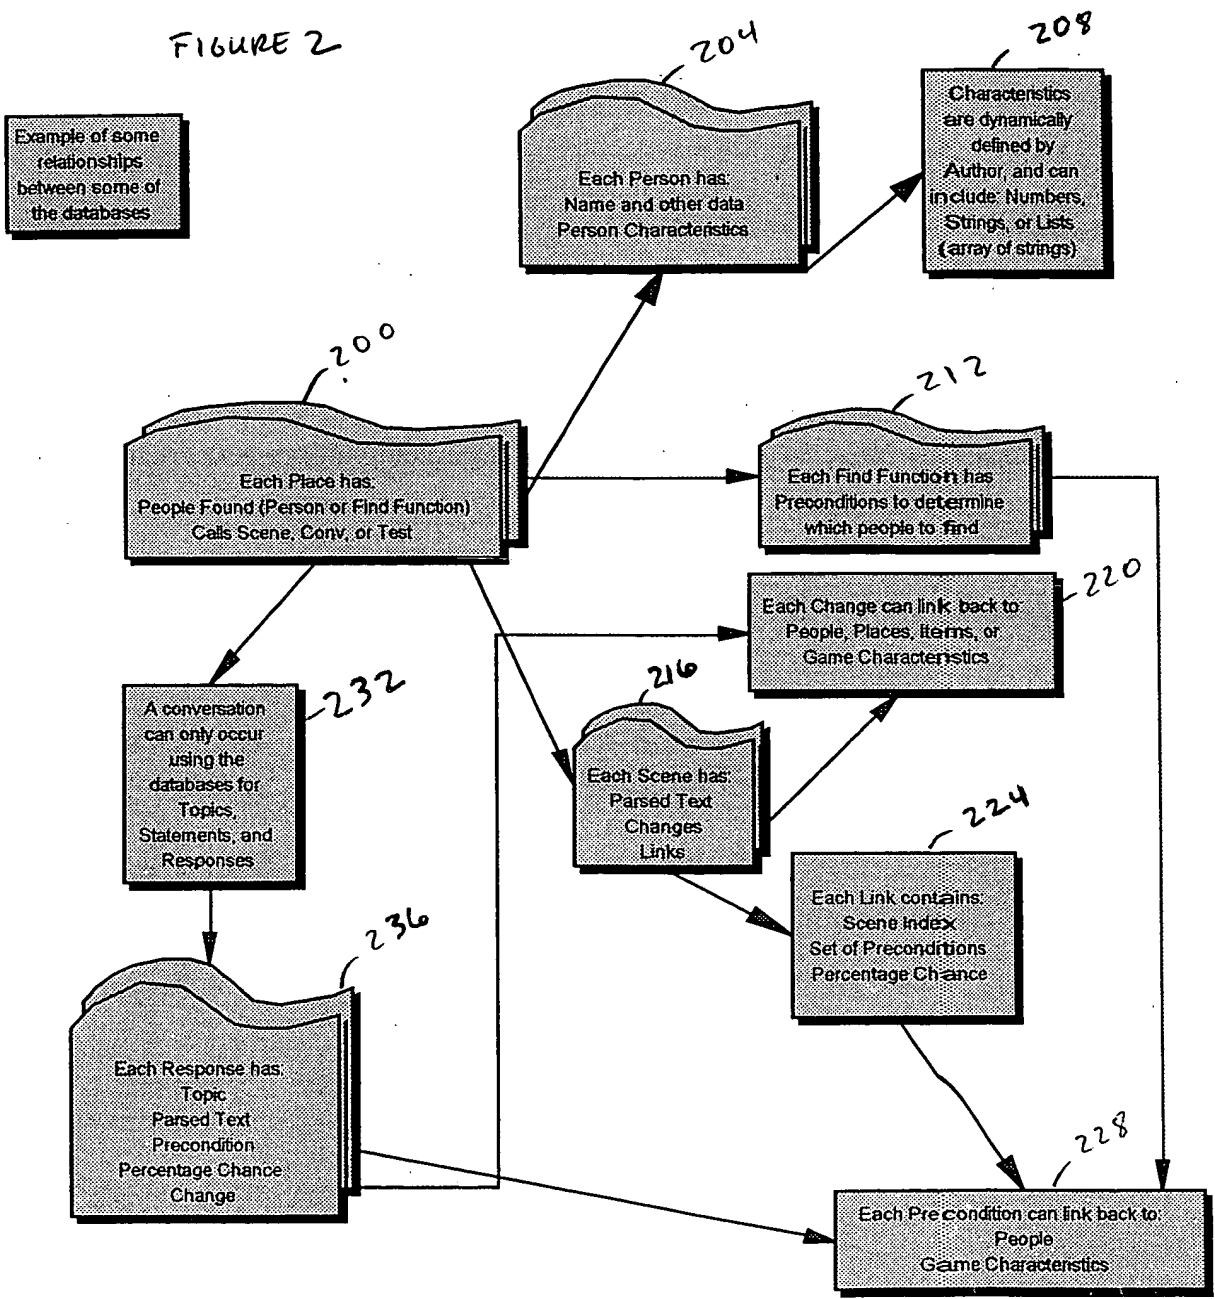 FIGURE 2
204
208
Example of some
relationships
between some of
the databases
Each Person has:
Name and other data
Person Characteristics
Characteristics
are dynamically
defined by
Author, and can
include: Numbers,
Strings, or Lists
(array of strings)
200
212
Each Place has:
People Found (Person or Find Function)
Calls Scene, Conv, or Test
Each Find Function has
Preconditions to determine
which people to find
220
Each Change can link back to:
People, Places, Items, or
Game Characteristics
232
A conversation
can only occur
using the
databases for
Topics,
Statements, and
Responses
216
Each Scene has:
Parsed Text
Changes
Links
224
Each Link contains:
Scene Index
Set of Preconditions
Percentage Chance
236
Each Response has:
Topic
Parsed Text
Precondition
Percentage Chance
Change
228
Each Precondition can link back to:
People
Game Characteristics